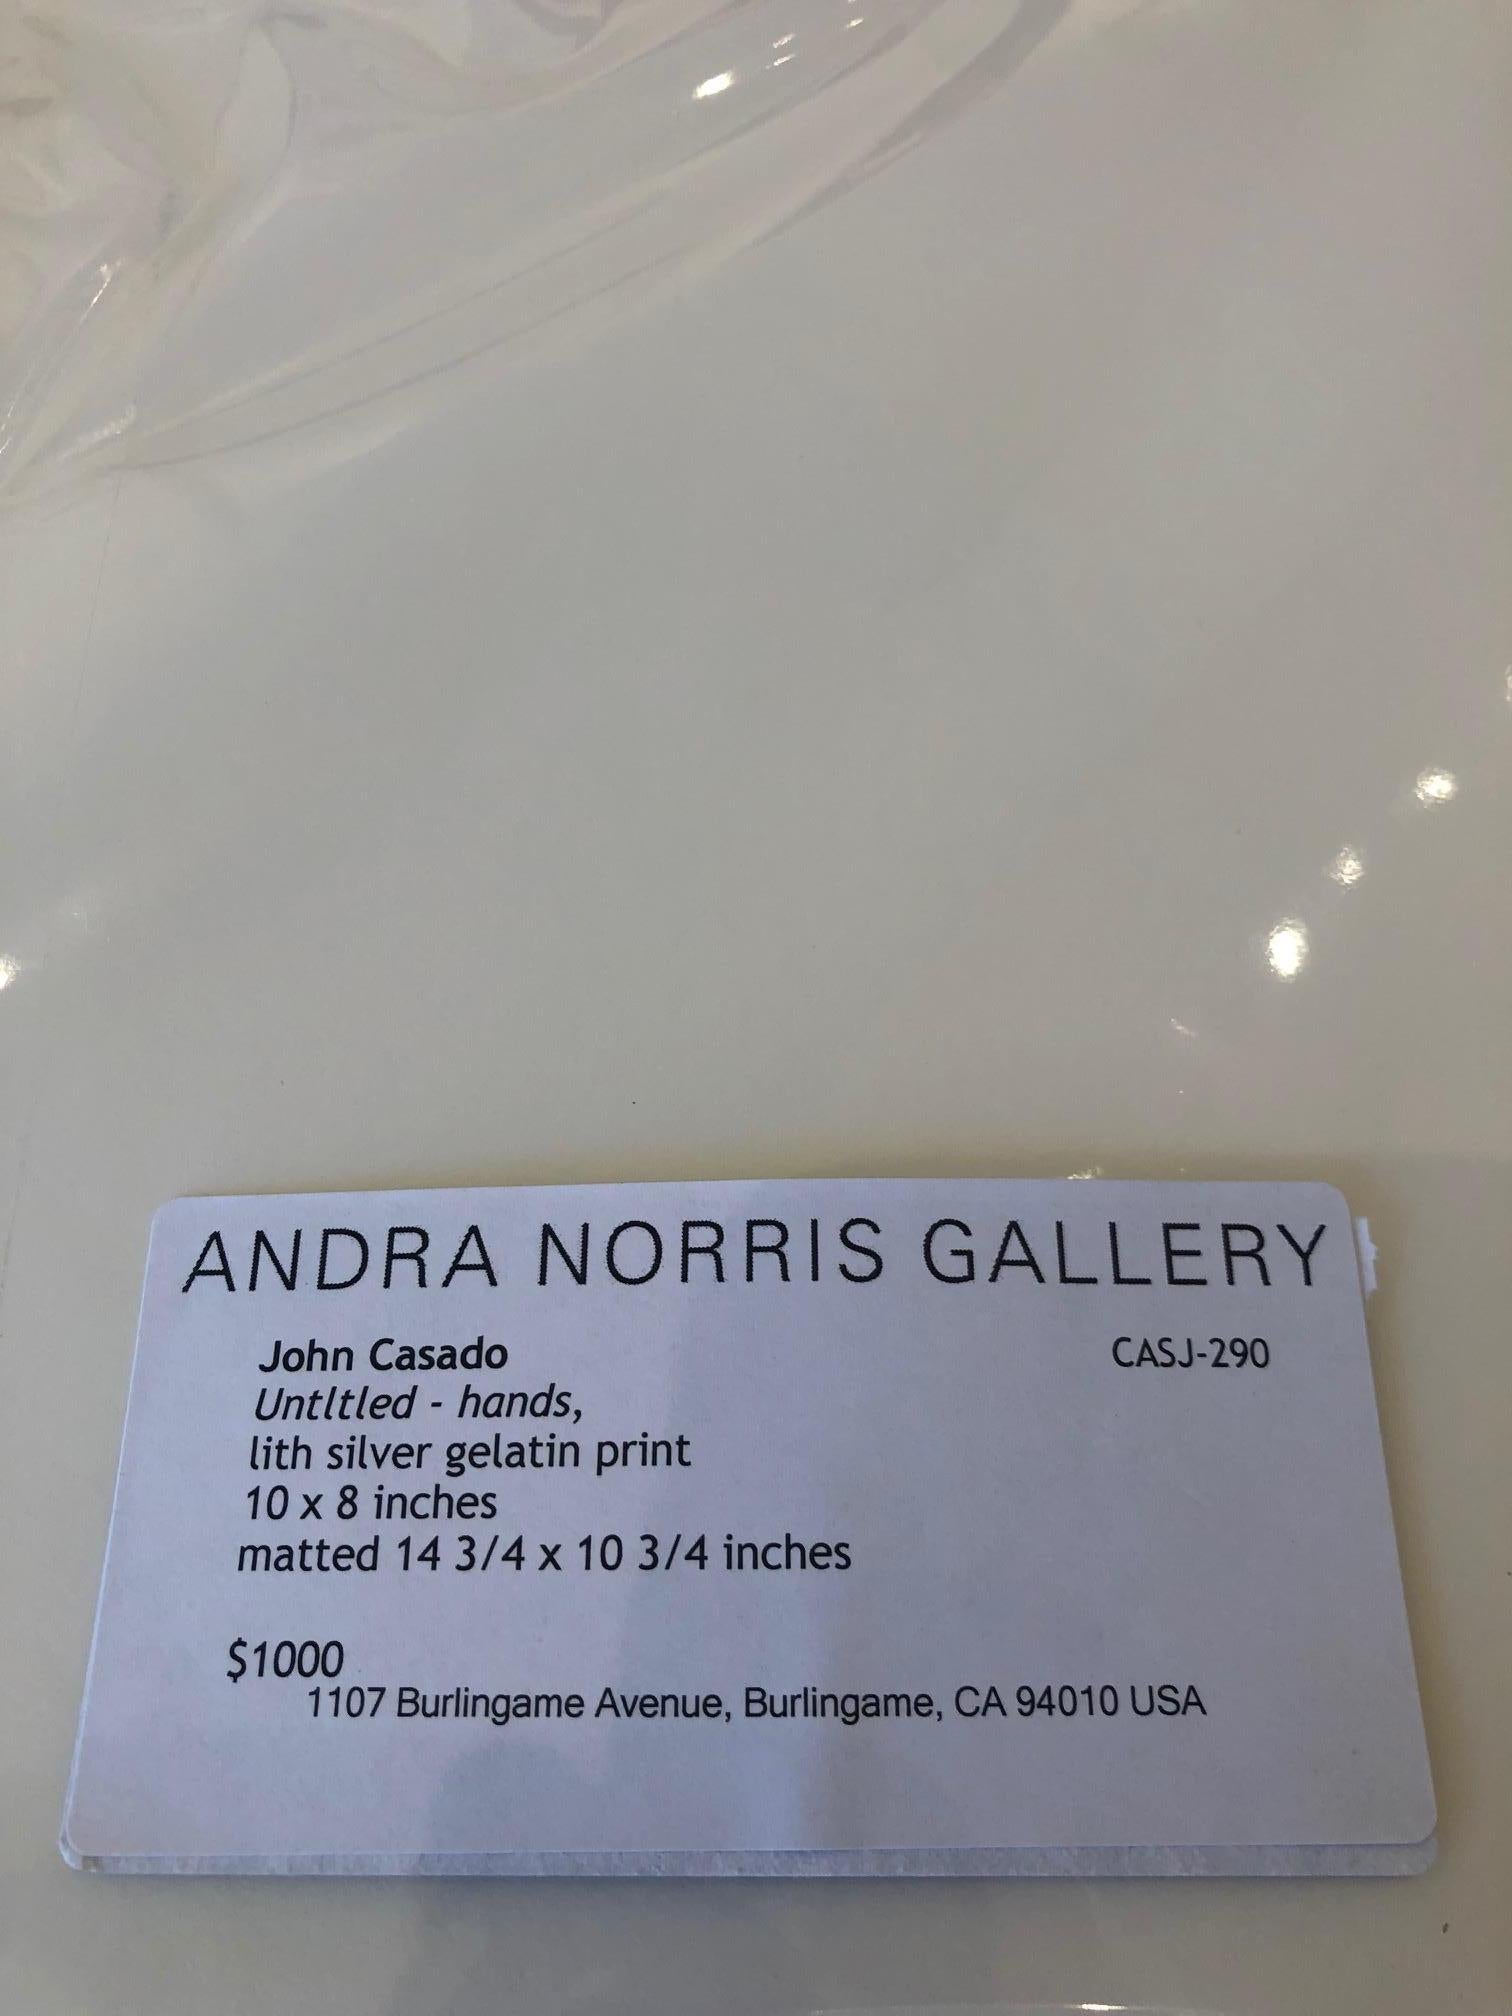 ANDRA NORRIS GALLERY
John Casado CASJ-290
Untltled - hands,
lith silver gelatin print
10 x 8 inches
matted 14 3/4 x 10 3/4 inches
$1000
1107 Burlingame Avenue, Burlingame, CA 94010 USA